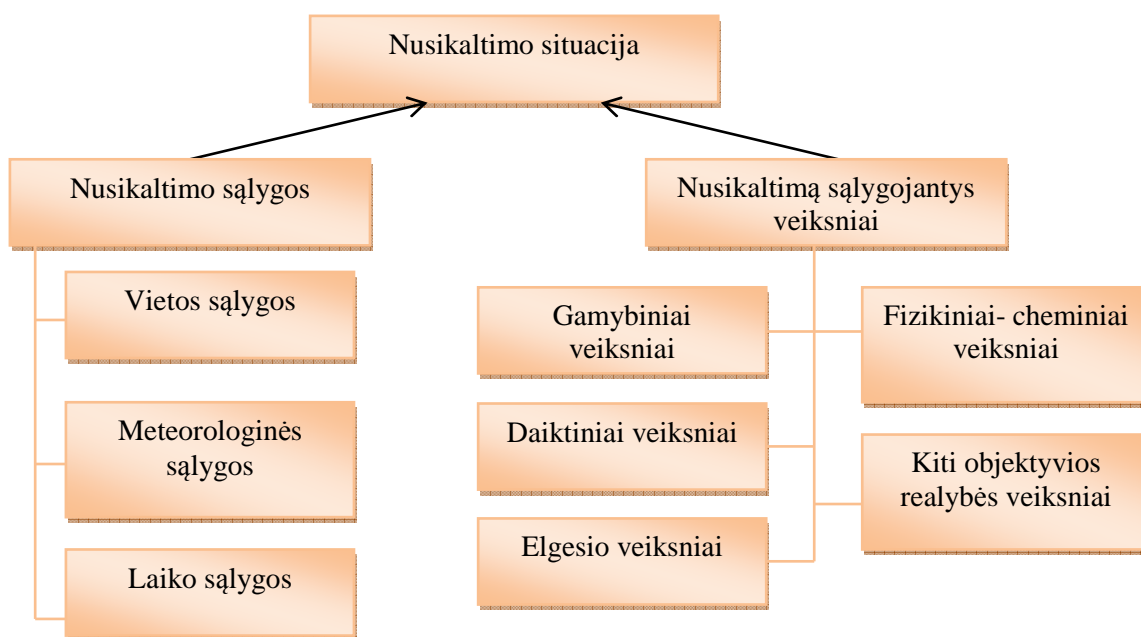 Nusikaltimo situacija
Nusikaltimo sąlygos
Nusikaltimą sąlygojantys
veiksniai
Vietos sąlygos
Meteorologinės
sąlygos
Laiko sąlygos
Gamybiniai
veiksniai
Daiktiniai veiksniai
Elgesio veiksniai
Fizikiniai- cheminiai
veiksniai
Kiti objektyvios
realybės veiksniai